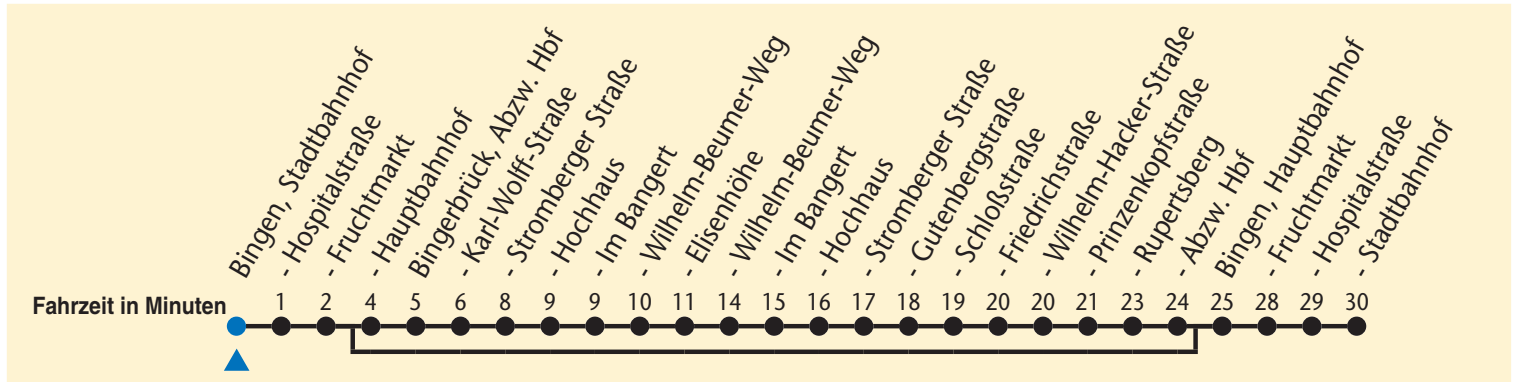 Bingen, Stadtbahnhof
- Hospitalstraße
- Fruchtmarkt
- Hauptbahnhof
Bingerbrück, Abzw. Hbf
- Karl-Wolff-Straße
- Stromberger Straße
- Hochhaus
- Im Bangert
- Wilhelm-Beumer-Weg
- Elisenhöhe
- Wilhelm-Beumer-Weg
- Im Bangert
- Hochhaus
- Stromberger Straße
- Gutenbergstraße
- Schloßstraße
- Friedrichstraße
- Wilhelm-Hacker-Straße
- Prinzenkopfstraße
- Rupertsberg
- Abzw. Hbf
Bingen, Hauptbahnhof
- Fruchtmarkt
- Hospitalstraße
- Stadtbahnhof
Fahrzeit in Minuten 1 2 4 5 6 8 9 9 10 11 14 15 16 17 18 19 20 20 21 23 24 25 28 29 30